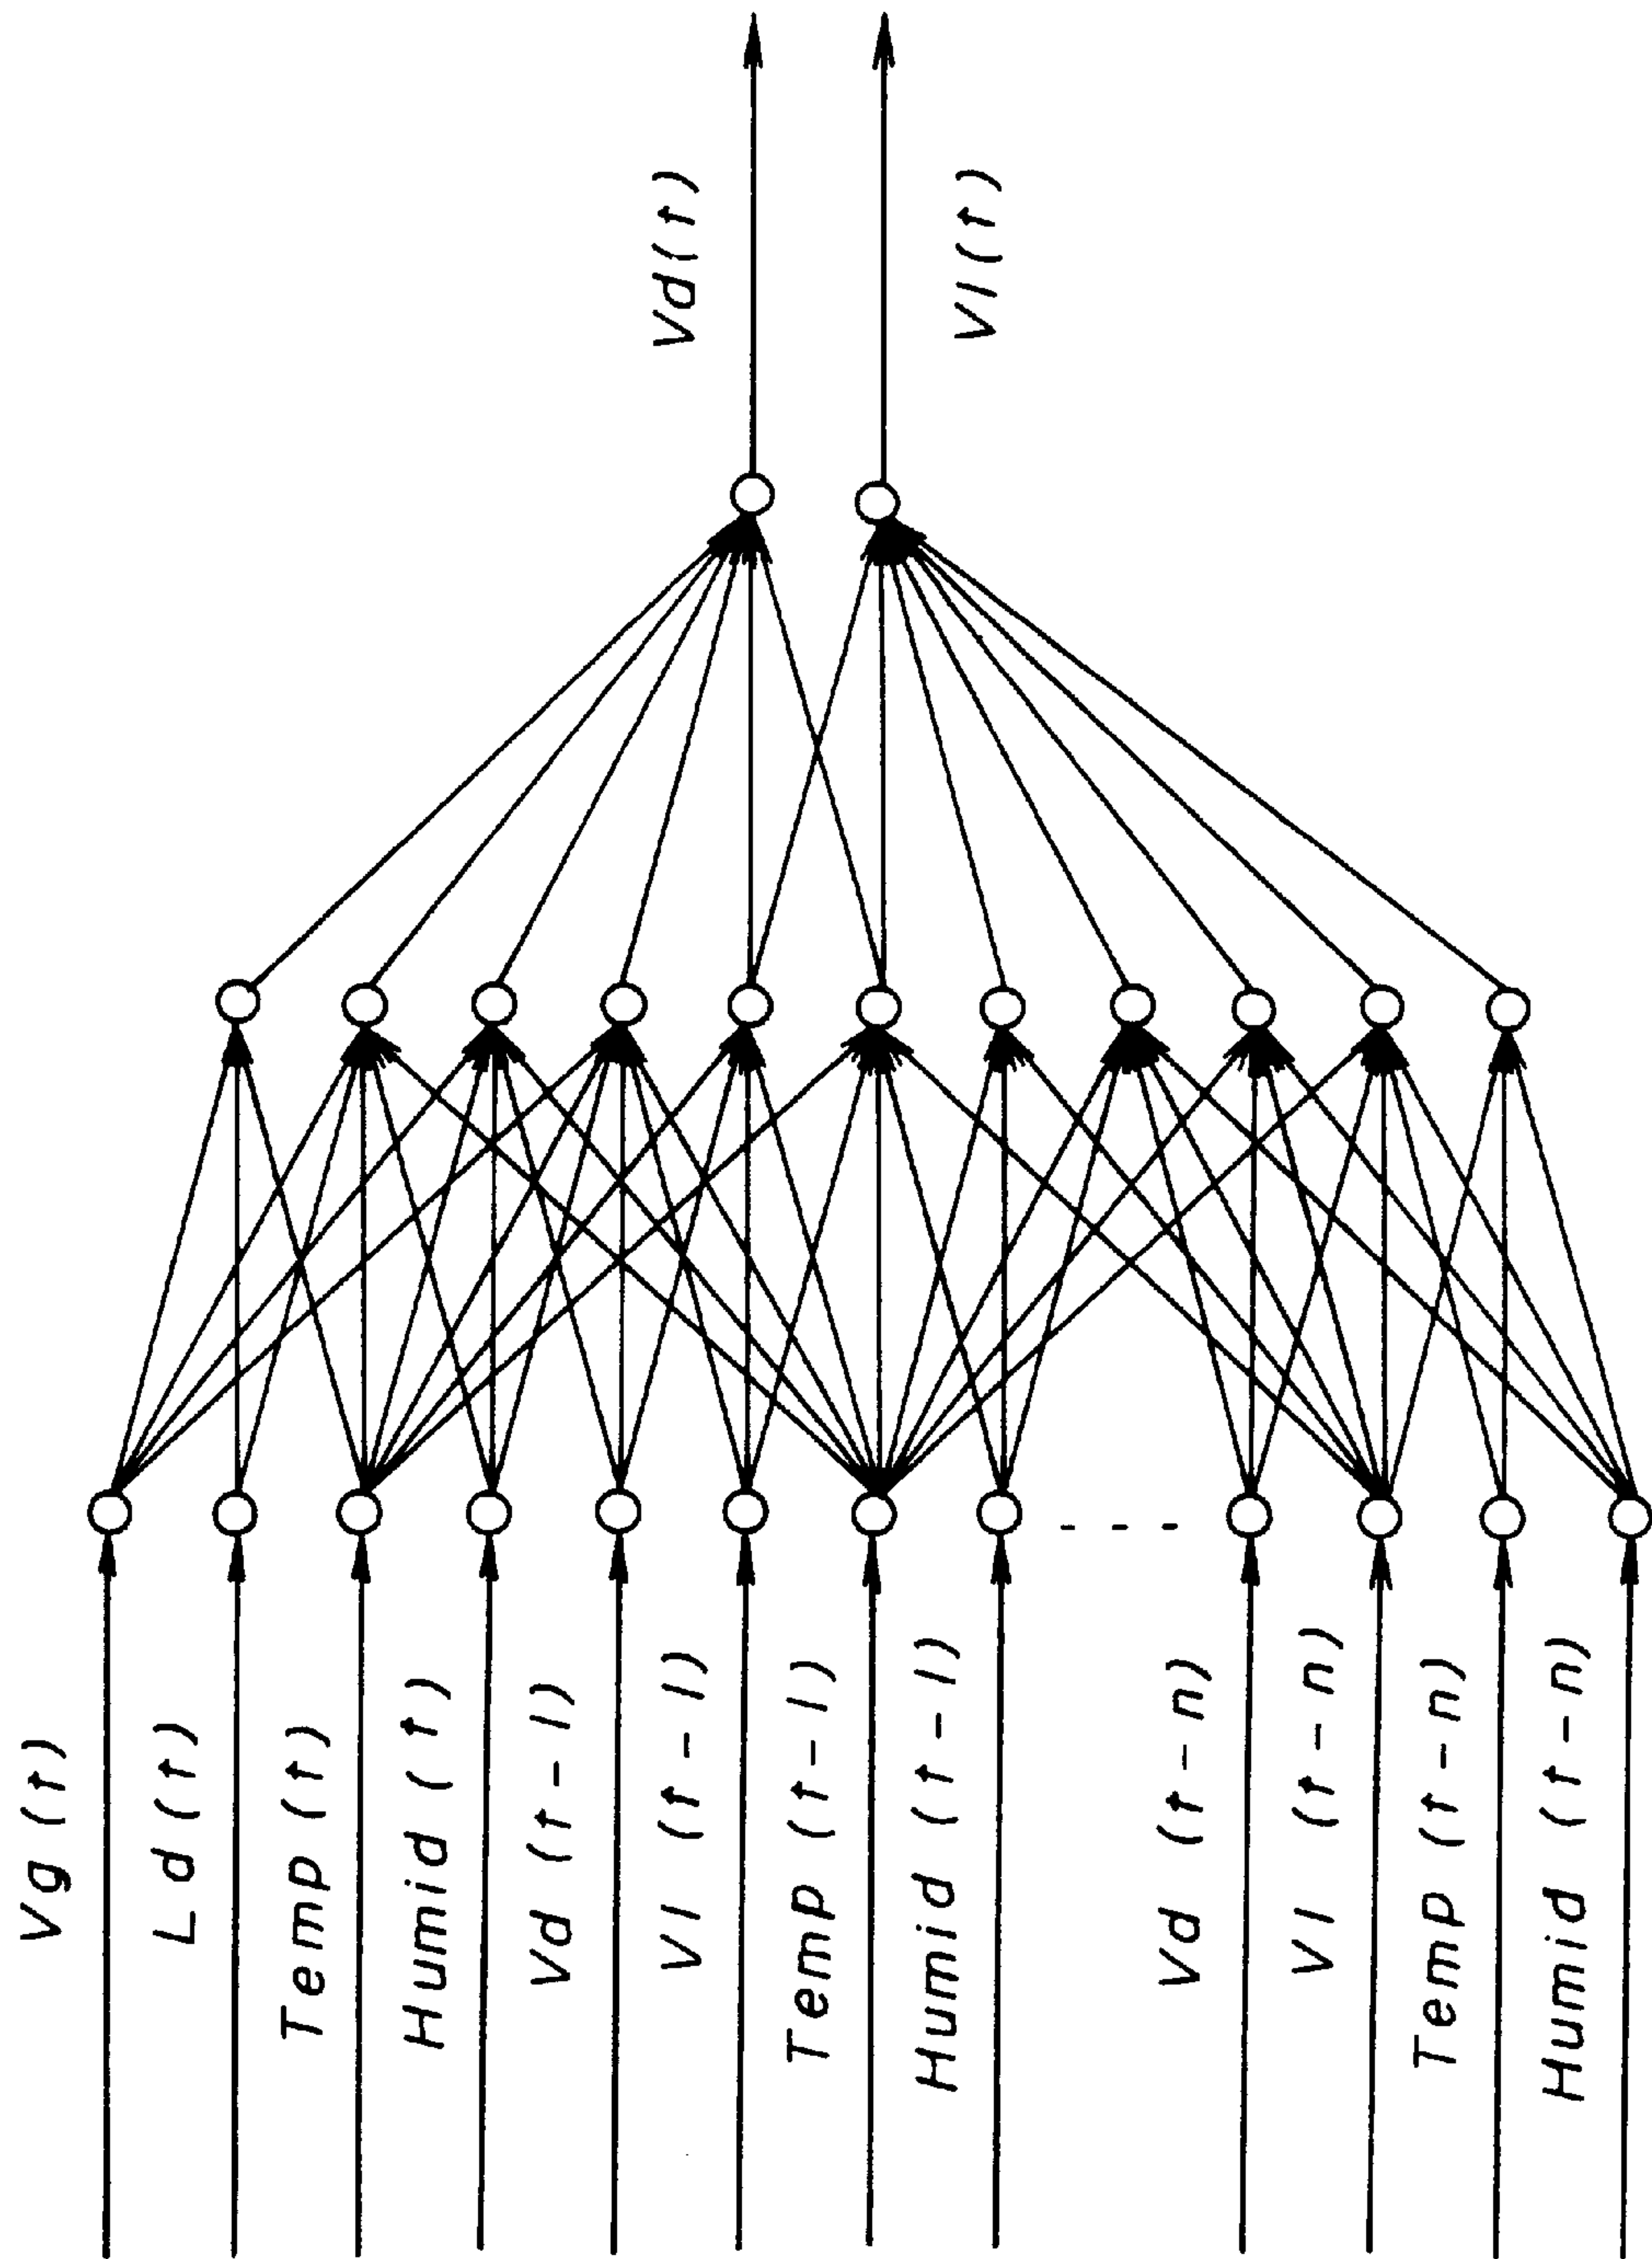 Vg (t)
Ld (t)
Temp (t)
Humid (t)
Vd (t-1)
Vl (t-1)
Temp (t-1)
Humid (t-1)
Vd (t-n)
Vl (t-n)
Temp (t-n)
Humid (t-n)
Vd(t)
Vl(t)